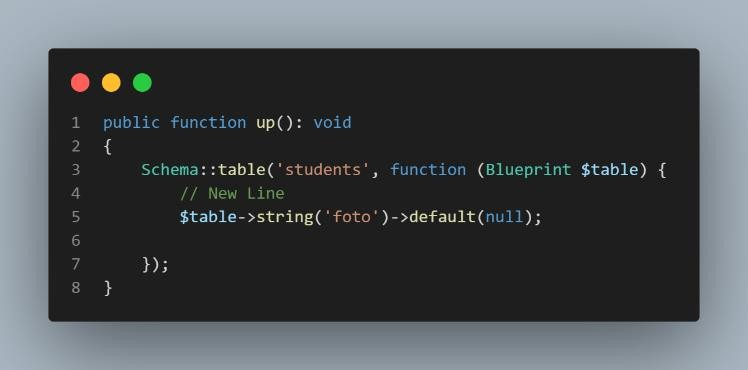 1 public function up(): void
2 {
3     Schema::table('students', function (Blueprint $table) {
4         // New Line
5         $table->string('foto')->default(null);
6
7     });
8 }